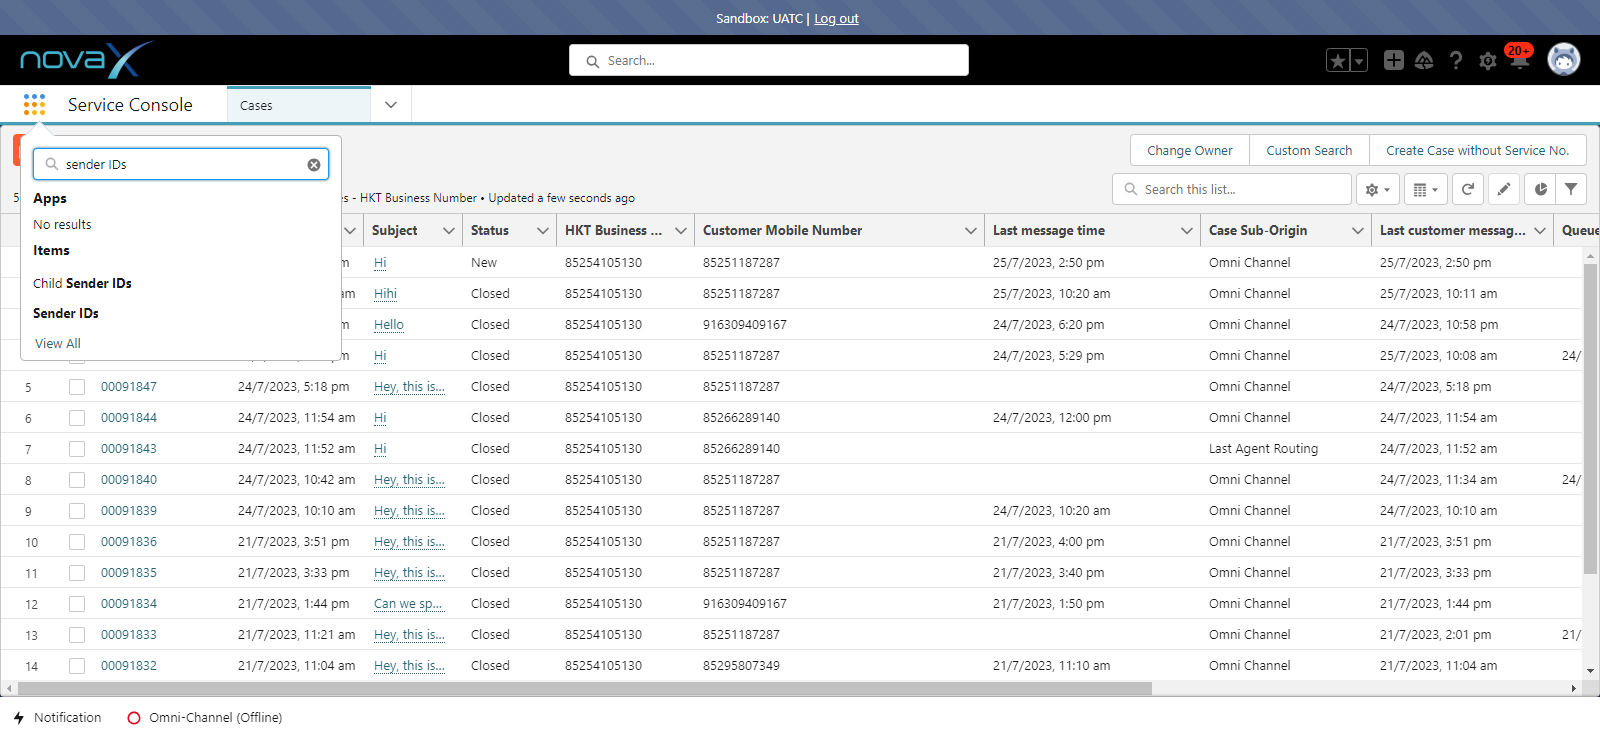 Sandbox: UATC | Log out
novaX
Search...
20+
Service Console
Cases
sender IDs
Apps
No results
Items
Child Sender IDs
Sender IDs
View All
Change Owner
Custom Search
Create Case without Service No.
- HKT Business Number • Updated a few seconds ago
Search this list...
Subject Status HKT Business ... Customer Mobile Number Last message time Case Sub-Origin Last customer messag... Queue
Hi New 85254105130 85251187287 25/7/2023, 2:50 pm Omni Channel 25/7/2023, 2:50 pm
Hihi Closed 85254105130 85251187287 25/7/2023, 10:20 am Omni Channel 25/7/2023, 10:11 am
Hello Closed 85254105130 916309409167 24/7/2023, 6:20 pm Omni Channel 24/7/2023, 10:58 pm
Hi Closed 85254105130 85251187287 24/7/2023, 5:29 pm Omni Channel 25/7/2023, 10:08 am 24/
5 00091847 24/7/2023, 5:18 pm Hey, this is... Closed 85254105130 85251187287 Omni Channel 24/7/2023, 5:18 pm
6 00091844 24/7/2023, 11:54 am Hi Closed 85254105130 85266289140 24/7/2023, 12:00 pm Omni Channel 24/7/2023, 11:54 am
7 00091843 24/7/2023, 11:52 am Hi Closed 85254105130 85266289140 Last Agent Routing 24/7/2023, 11:52 am
8 00091840 24/7/2023, 10:42 am Hey, this is... Closed 85254105130 85251187287 Omni Channel 24/7/2023, 11:34 am 24/
9 00091839 24/7/2023, 10:10 am Hey, this is... Closed 85254105130 85251187287 24/7/2023, 10:20 am Omni Channel 24/7/2023, 10:10 am
10 00091836 21/7/2023, 3:51 pm Hey, this is... Closed 85254105130 85251187287 21/7/2023, 4:00 pm Omni Channel 21/7/2023, 3:51 pm
11 00091835 21/7/2023, 3:33 pm Hey, this is... Closed 85254105130 85251187287 21/7/2023, 3:40 pm Omni Channel 21/7/2023, 3:33 pm
12 00091834 21/7/2023, 1:44 pm Can we sp... Closed 85254105130 916309409167 21/7/2023, 1:50 pm Omni Channel 21/7/2023, 1:44 pm
13 00091833 21/7/2023, 11:21 am Hey, this is... Closed 85254105130 85251187287 Omni Channel 21/7/2023, 2:01 pm 21/
14 00091832 21/7/2023, 11:04 am Hey, this is... Closed 85254105130 85295807349 21/7/2023, 11:10 am Omni Channel 21/7/2023, 11:04 am
Notification
Omni-Channel (Offline)